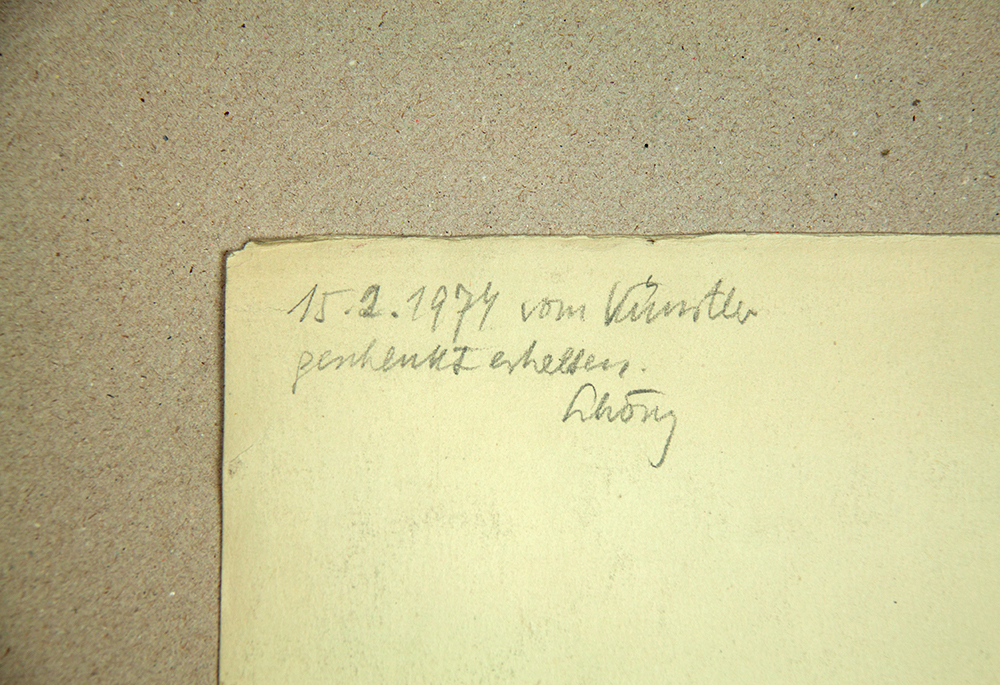 15.2.1974 vom Künstler
geschenkt erhalten.